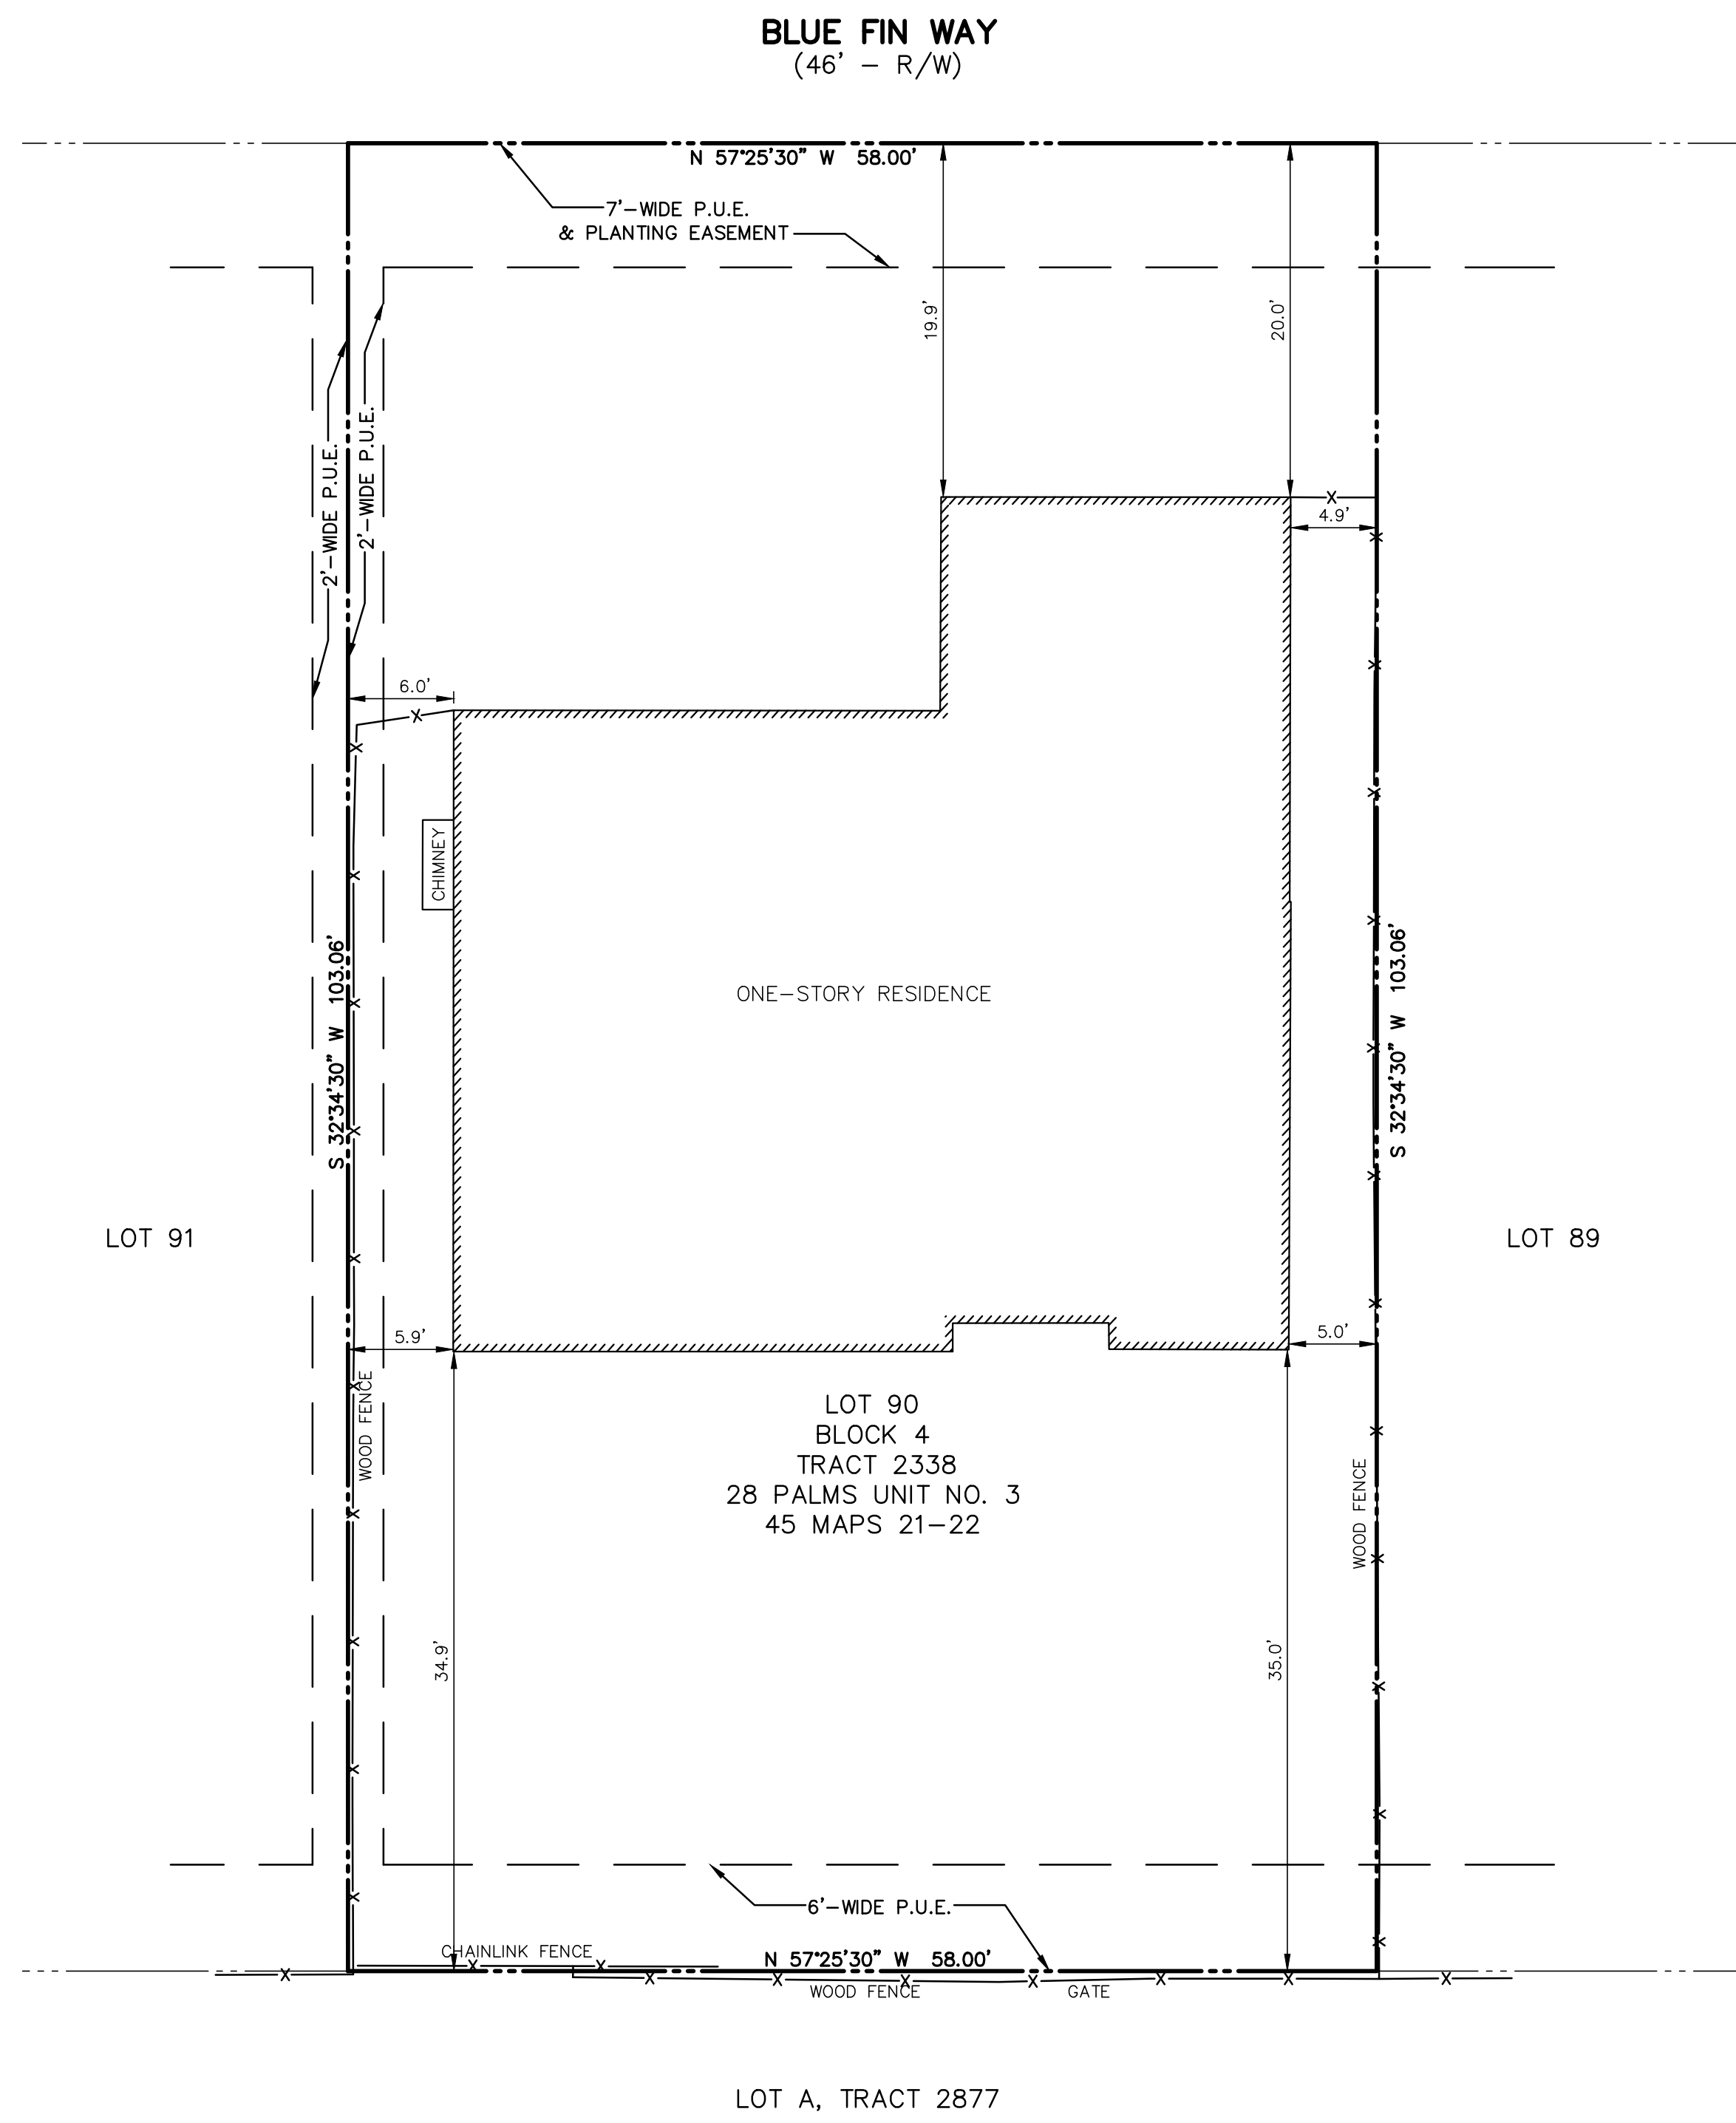 BLUE FIN WAY
(46' - R/W)
N 57°25'30" W 58.00'
7'-WIDE P.U.E.
& PLANTING EASEMENT
19.9'
20.0'
4.9'
2'-WIDE P.U.E.
2'-WIDE P.U.E.
6.0'
CHIMNEY
S 32°34'30" W 103.06'
S 32°34'30" W 103.06'
ONE-STORY RESIDENCE
LOT 91
LOT 89
5.9'
5.0'
WOOD FENCE
WOOD FENCE
LOT 90
BLOCK 4
TRACT 2338
28 PALMS UNIT NO. 3
45 MAPS 21-22
34.9'
35.0'
6'-WIDE P.U.E.
CHAINLINK FENCE
N 57°25'30" W 58.00'
WOOD FENCE
GATE
LOT A, TRACT 2877